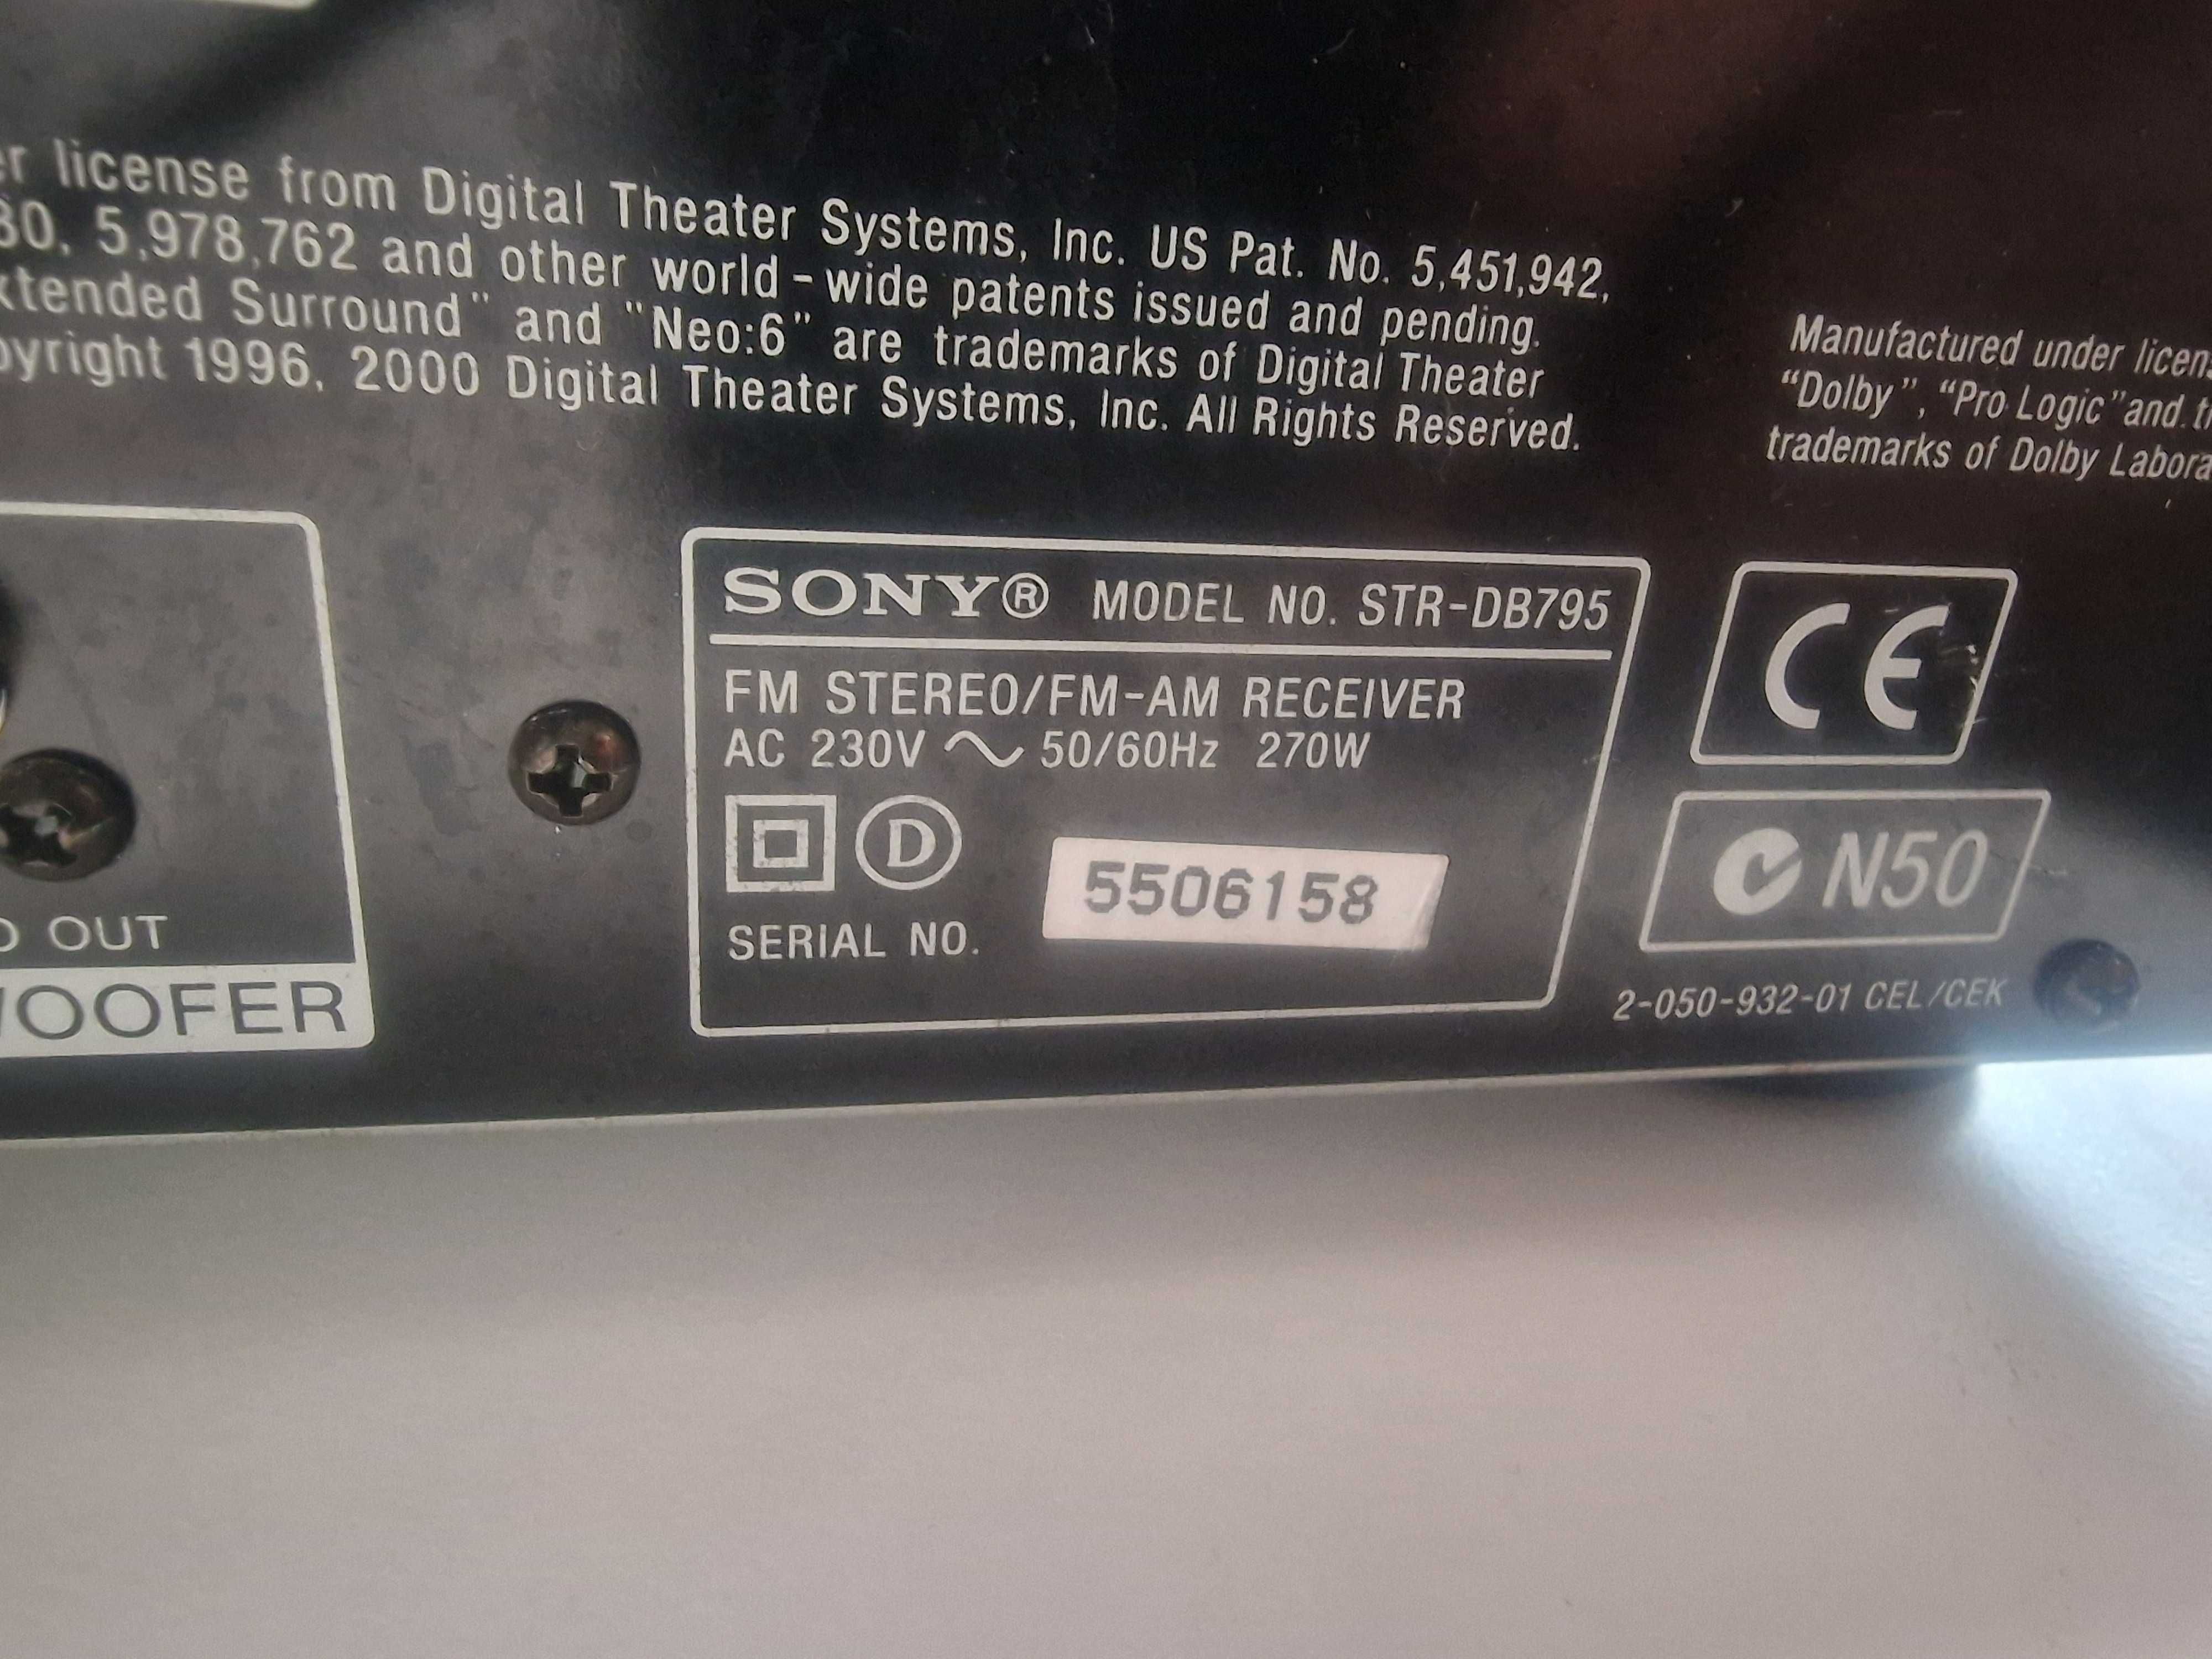 er license from Digital Theater Systems, Inc. US Pat. No. 5,451,942,
80, 5,978,762 and other world-wide patents issued and pending.
xtended Surround" and "Neo:6" are trademarks of Digital Theater
pyright 1996, 2000 Digital Theater Systems, Inc. All Rights Reserved.
Manufactured under licens
"Dolby", "Pro Logic" and t
trademarks of Dolby Labora
OUT
WOOFER
SONY® MODEL NO. STR-DB795
FM STEREO/FM-AM RECEIVER
AC 230V ~ 50/60Hz 270W
D
5506158
SERIAL NO.
CE
N50
2-050-932-01 CEL/CEK